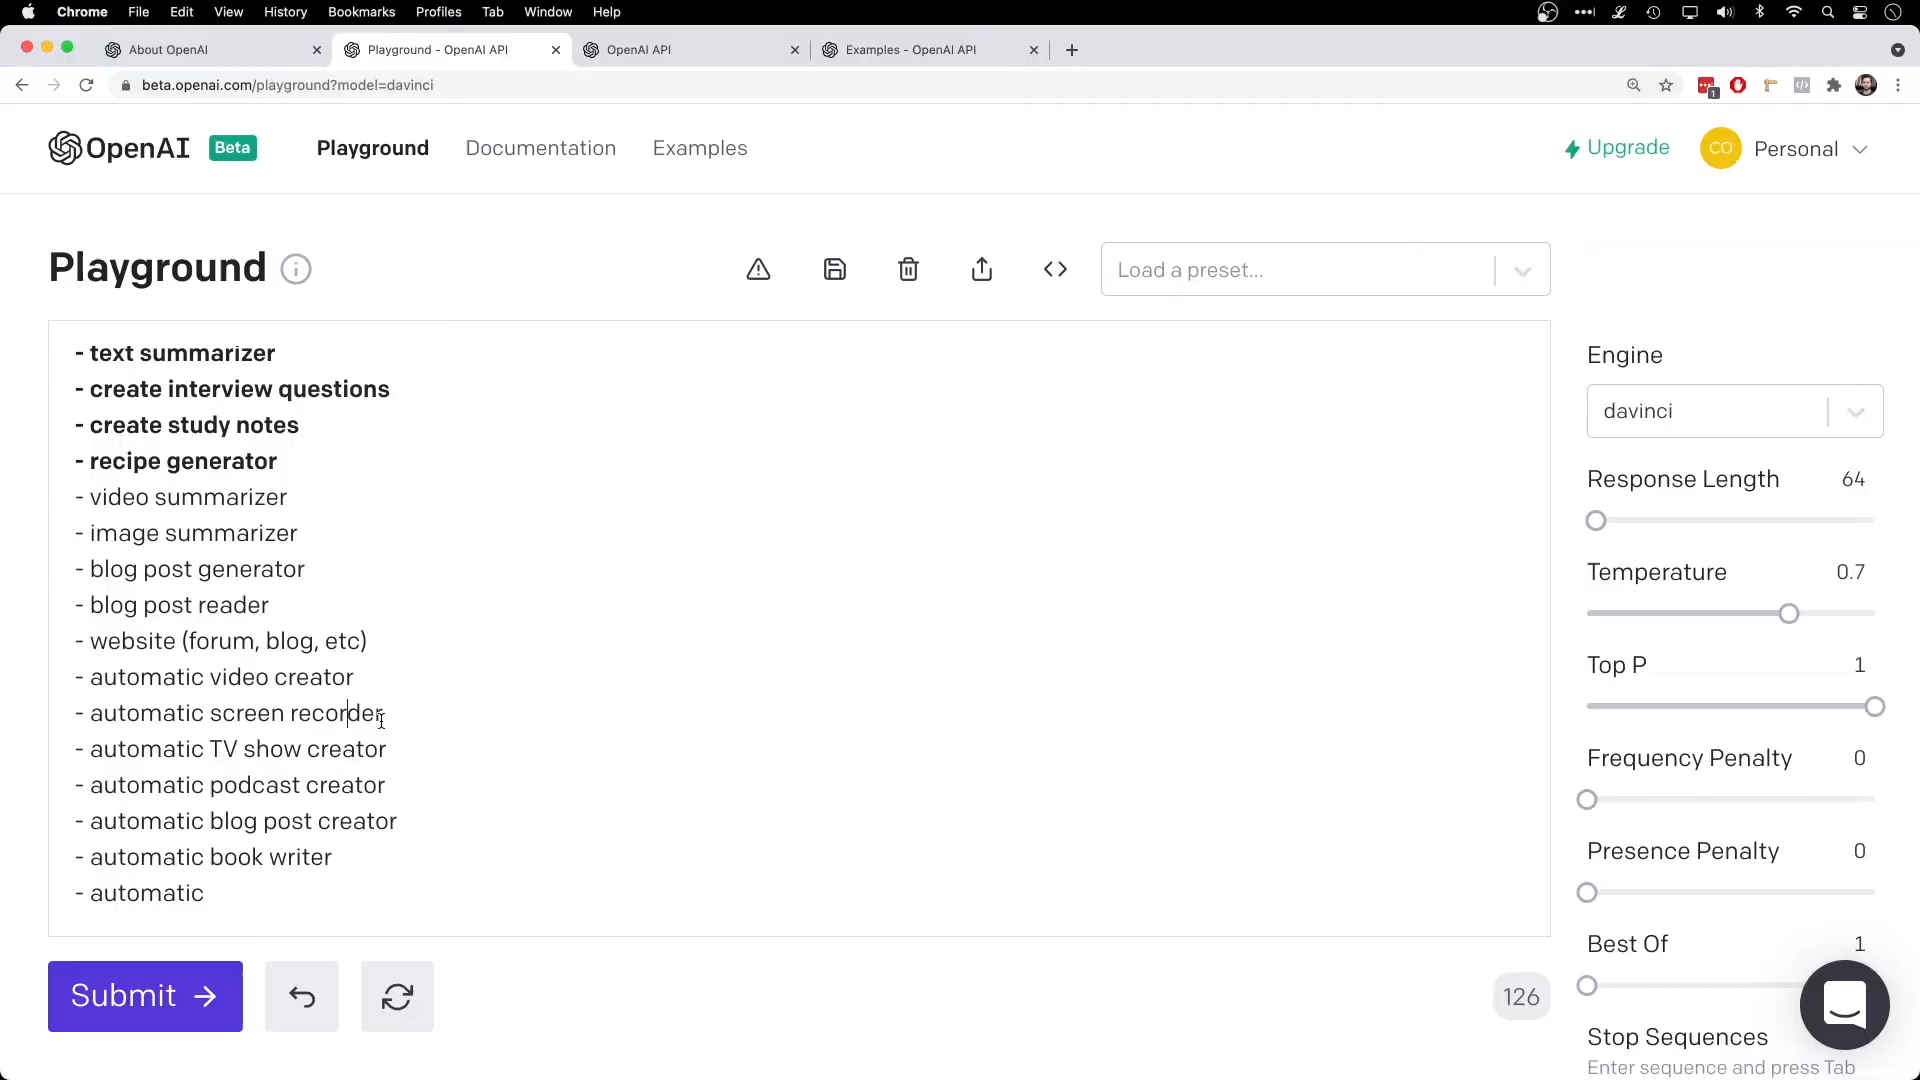 Chrome File Edit View History Bookmarks Profiles Tab Window Help
About OpenAI
Playground - OpenAI API
OpenAI API
Examples - OpenAI API
beta.openai.com/playground?model=davinci
1
OpenAI Beta Playground Documentation Examples Upgrade CO Personal
Playground
Load a preset...
- text summarizer
- create interview questions
- create study notes
- recipe generator
- video summarizer
- image summarizer
- blog post generator
- blog post reader
- website (forum, blog, etc)
- automatic video creator
- automatic screen recorder
- automatic TV show creator
- automatic podcast creator
- automatic blog post creator
- automatic book writer
- automatic
Submit
126
Engine
davinci
Response Length 64
Temperature 0.7
Top P 1
Frequency Penalty 0
Presence Penalty 0
Best Of 1
Stop Sequences
Enter sequence and press Tab